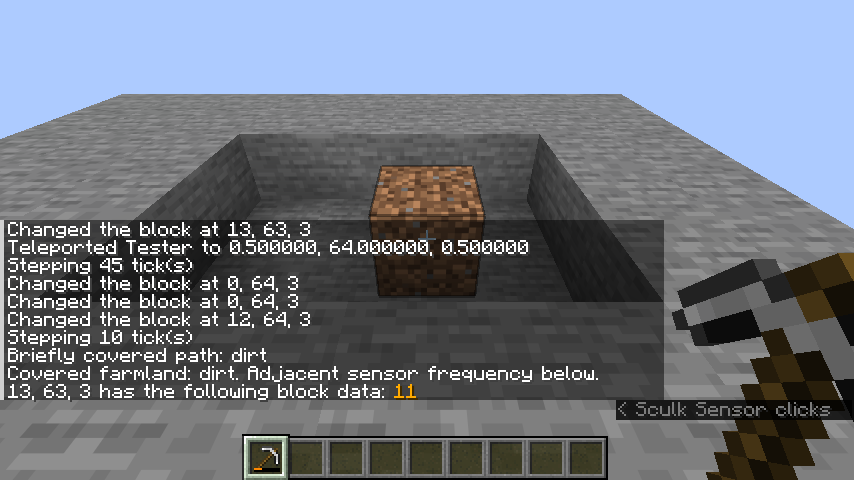 Changed the block at 13, 63, 3
Teleported Tester to 0.500000, 64.000000, 0.500000
Stepping 45 tick(s)
Changed the block at 0, 64, 3
Changed the block at 0, 64, 3
Changed the block at 12, 64, 3
Stepping 10 tick(s)
Briefly covered path: dirt
Covered farmland: dirt. Adjacent sensor frequency below.
13, 63, 3 has the following block data: 11
< Sculk Sensor clicks